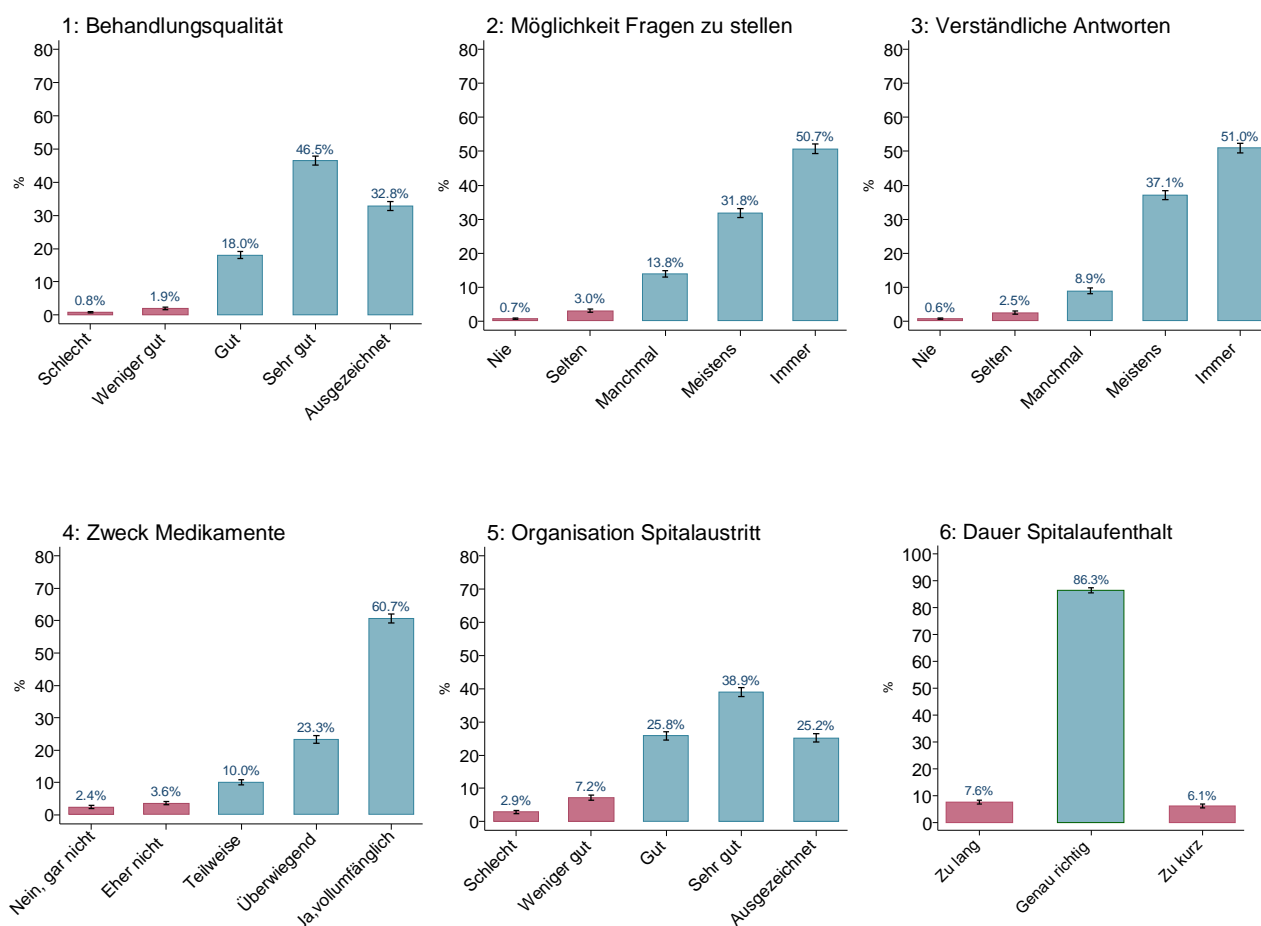 1: Behandlungsqualität
80
70
60
50
40
30
20
10
0
%
0.8%
1.9%
18.0%
46.5%
32.8%
Schlecht
Weniger gut
Gut
Sehr gut
Ausgezeichnet
2: Möglichkeit Fragen zu stellen
80
70
60
50
40
30
20
10
0
%
0.7%
3.0%
13.8%
31.8%
50.7%
Nie
Selten
Manchmal
Meistens
Immer
3: Verständliche Antworten
80
70
60
50
40
30
20
10
0
%
0.6%
2.5%
8.9%
37.1%
51.0%
Nie
Selten
Manchmal
Meistens
Immer
4: Zweck Medikamente
80
70
60
50
40
30
20
10
0
%
2.4%
3.6%
10.0%
23.3%
60.7%
Nein, gar nicht
Eher nicht
Teilweise
Überwiegend
Ja,vollumfänglich
5: Organisation Spitalaustritt
80
70
60
50
40
30
20
10
0
%
2.9%
7.2%
25.8%
38.9%
25.2%
Schlecht
Weniger gut
Gut
Sehr gut
Ausgezeichnet
6: Dauer Spitalaufenthalt
100
90
80
70
60
50
40
30
20
10
0
%
7.6%
86.3%
6.1%
Zu lang
Genau richtig
Zu kurz